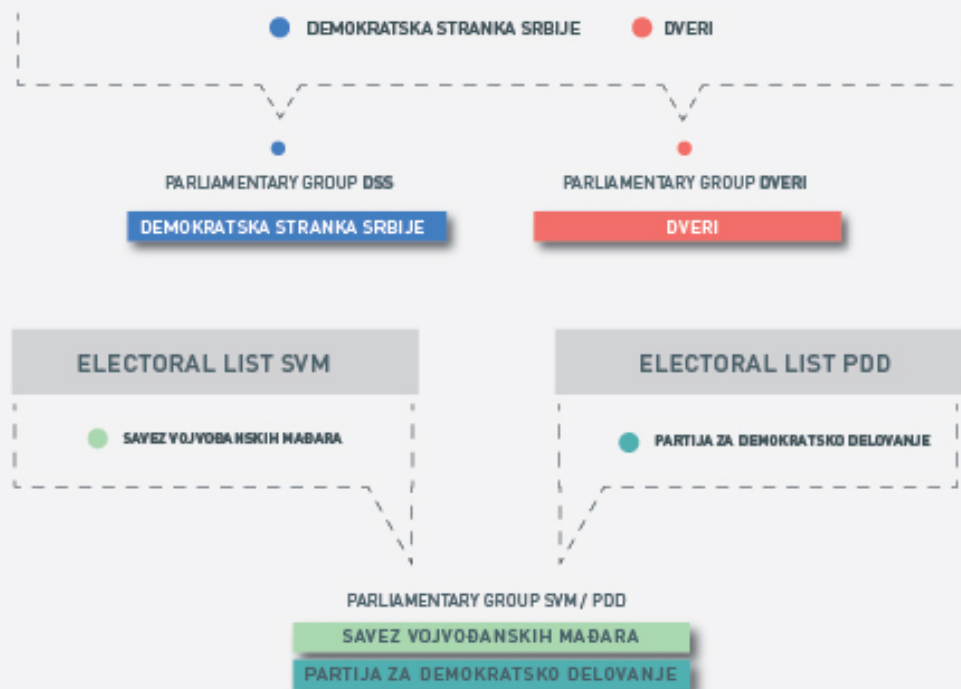 DEMOKRATSKA STRANKA SRBIJE DVERI
PARLIAMENTARY GROUP DSS PARLIAMENTARY GROUP DVERI
DEMOKRATSKA STRANKA SRBIJE DVERI
ELECTORAL LIST SVM ELECTORAL LIST PDD
SAVEZ VOJVOĐANSKIH MAĐARA PARTIJA ZA DEMOKRATSKO DELOVANJE
PARLIAMENTARY GROUP SVM / PDD
SAVEZ VOJVOĐANSKIH MAĐARA
PARTIJA ZA DEMOKRATSKO DELOVANJE